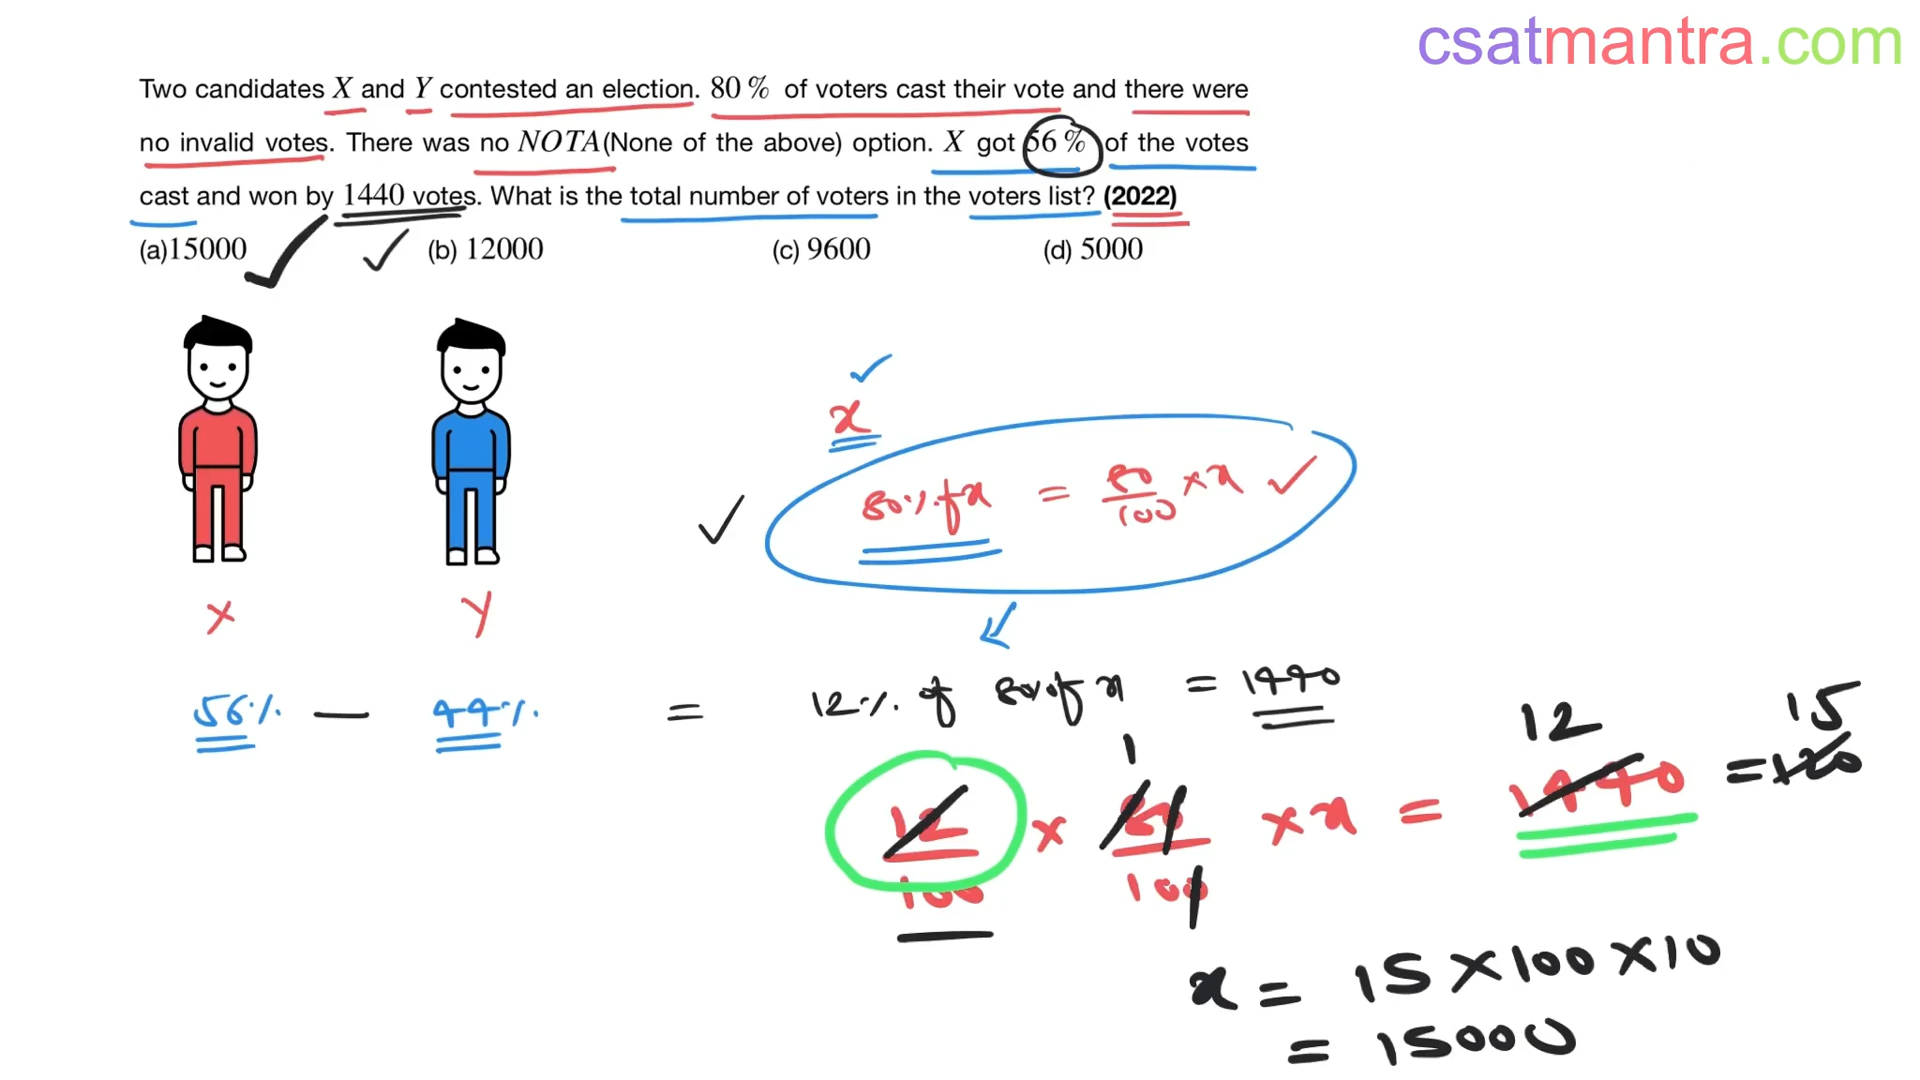 csatmantra.com
Two candidates X and Y contested an election. 80 % of voters cast their vote and there were
no invalid votes. There was no NOTA(None of the above) option. X got 56 % of the votes
cast and won by 1440 votes. What is the total number of voters in the voters list? (2022)
(a)15000 (b) 12000 (c) 9600 (d) 5000
x
80% of x = 80/100 × x
X Y
56% — 44% = 12% of 80% of x = 1440
1 12 15
12/100 × 80/100 × x = 1440 = 120
x = 15 × 100 × 10
= 15000